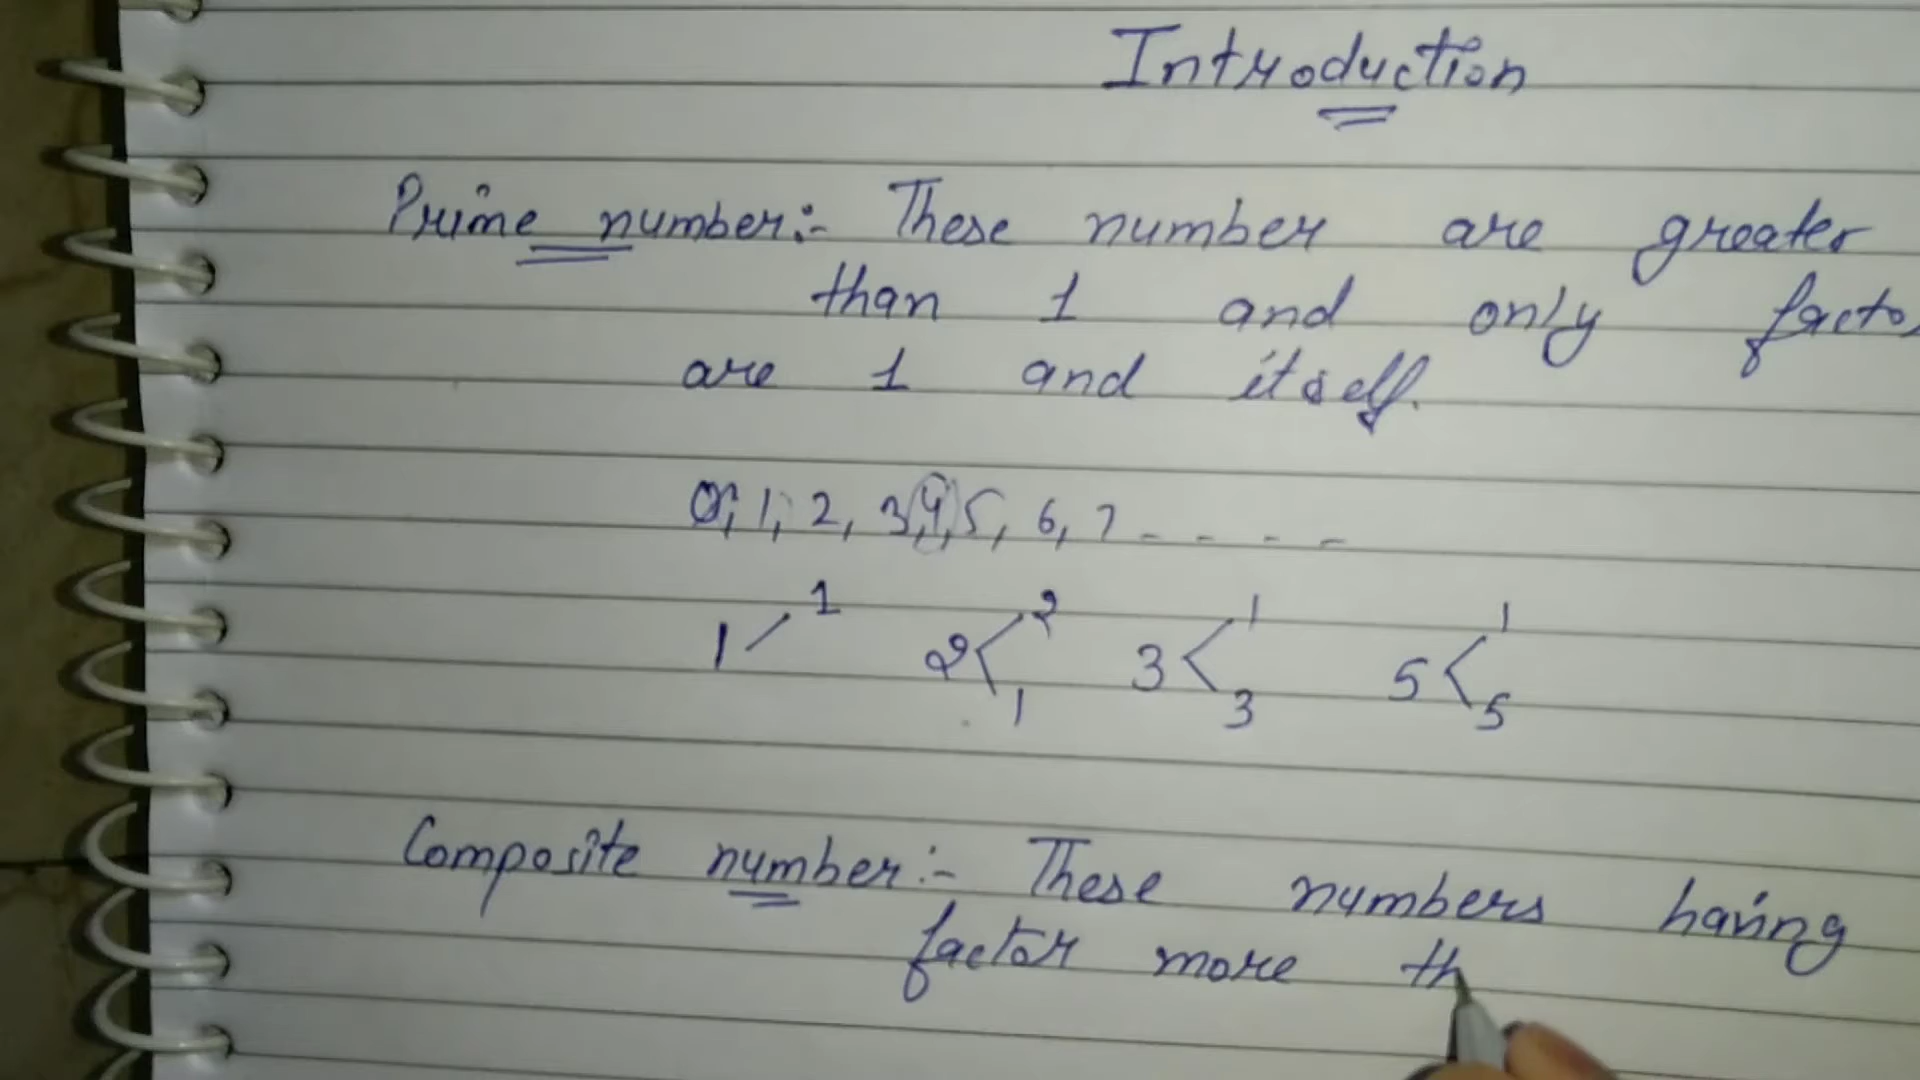 Introduction
Prime number:- These number are greater
than 1 and only facto
are 1 and itself.
0, 1, 2, 3, 4, 5, 6, 7 - - - -
1 1 2 2 1 3 1 3 5 1 5
Composite number:- These numbers having
factor more th